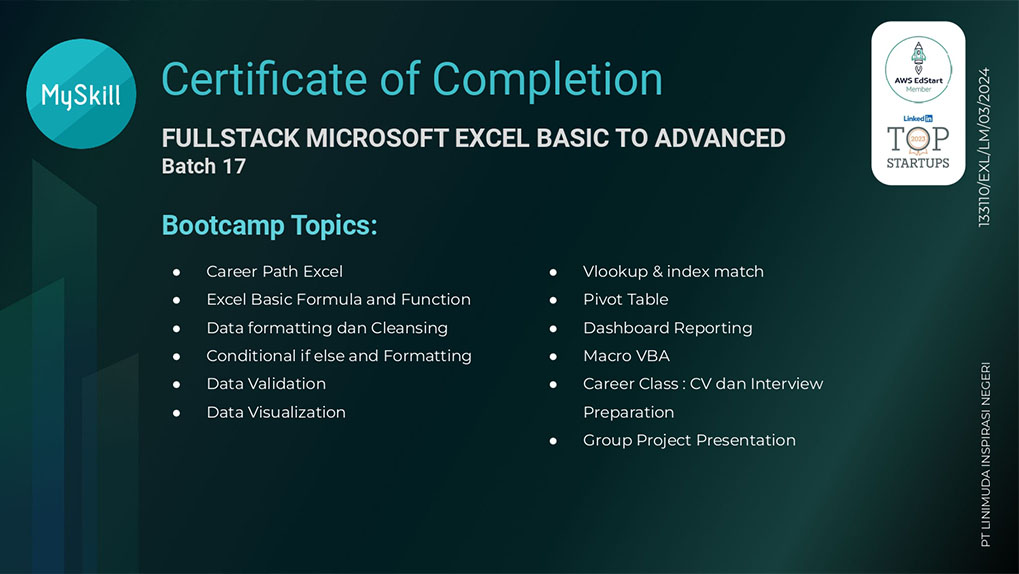 MySkill
Certificate of Completion
FULLSTACK MICROSOFT EXCEL BASIC TO ADVANCED
Batch 17
Bootcamp Topics:
● Career Path Excel
● Excel Basic Formula and Function
● Data formatting dan Cleansing
● Conditional if else and Formatting
● Data Validation
● Data Visualization
● Vlookup & index match
● Pivot Table
● Dashboard Reporting
● Macro VBA
● Career Class : CV dan Interview
Preparation
● Group Project Presentation
AWS EdStart
Member
Linked in
TOP
2023
STARTUPS
133110/EXL/LM/03/2024
PT LINIMUDA INSPIRASI NEGERI